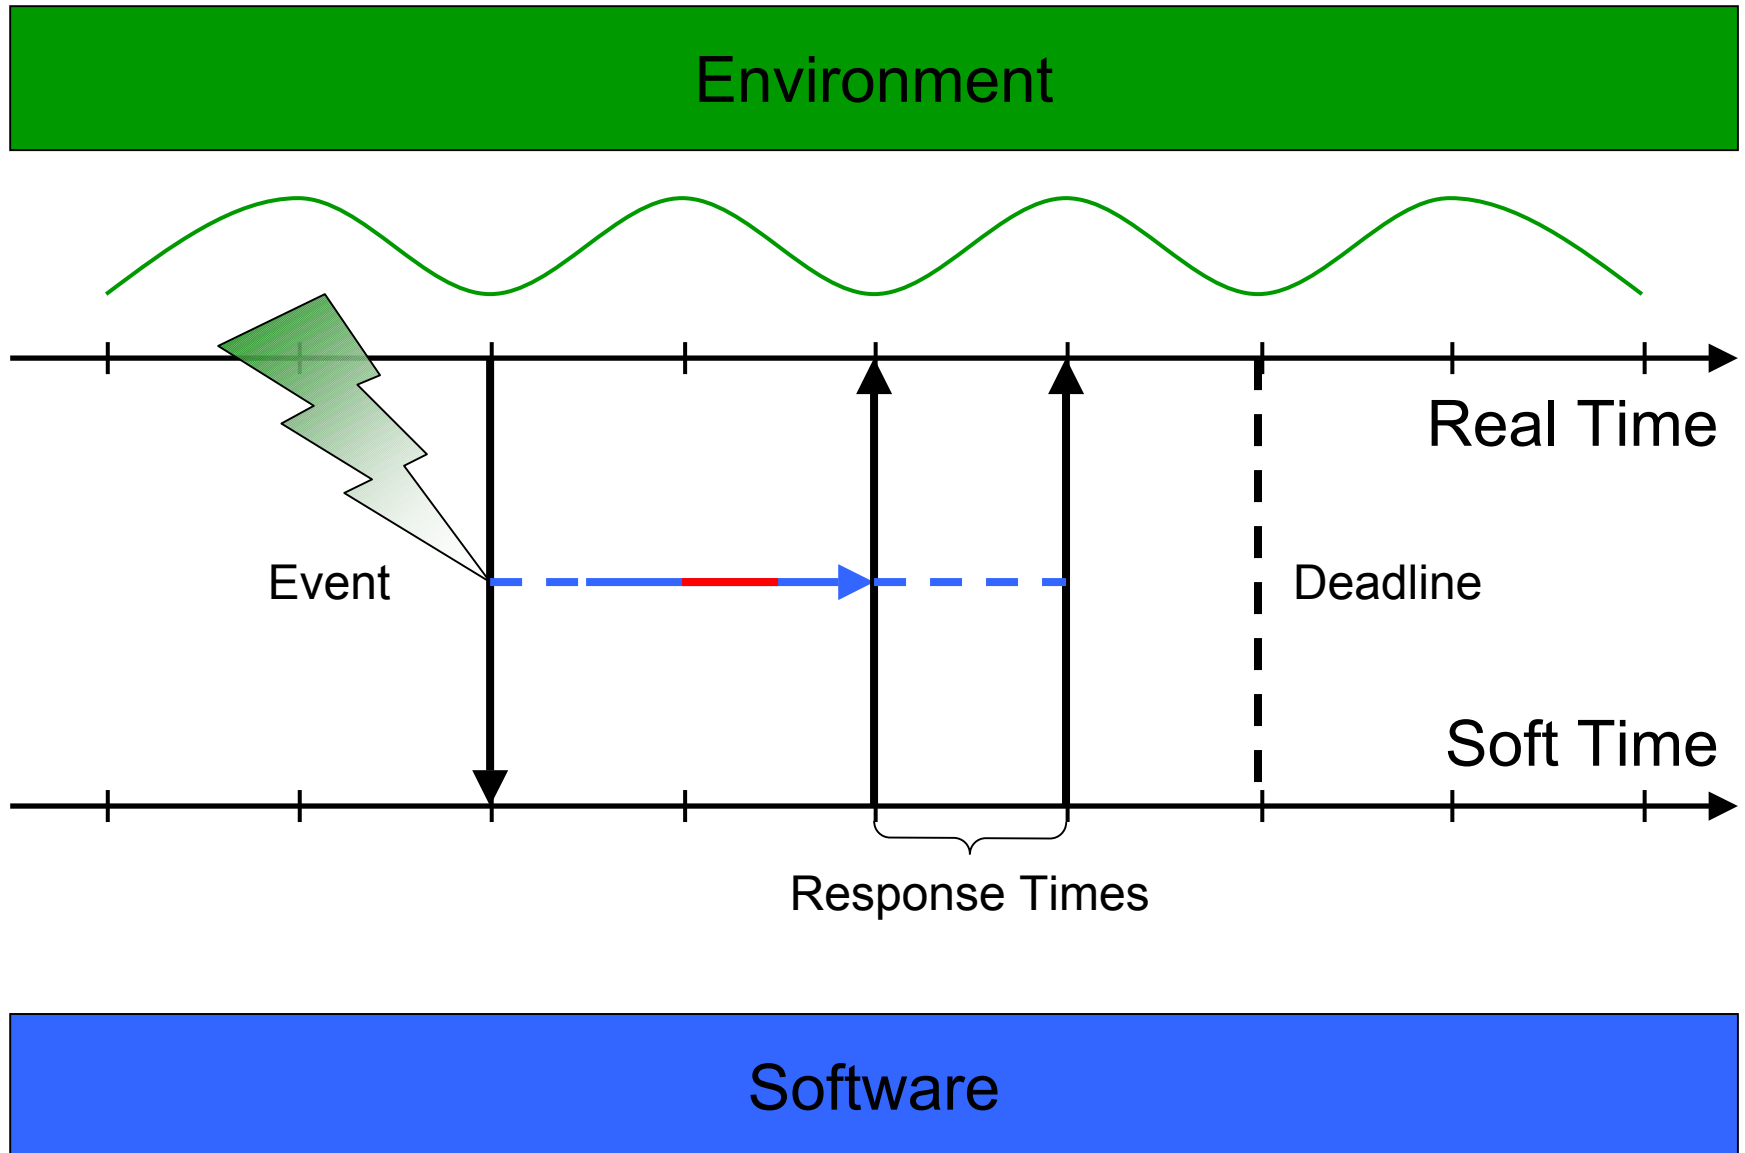 Environment
Real Time
Event
Deadline
Soft Time
Response Times
Software